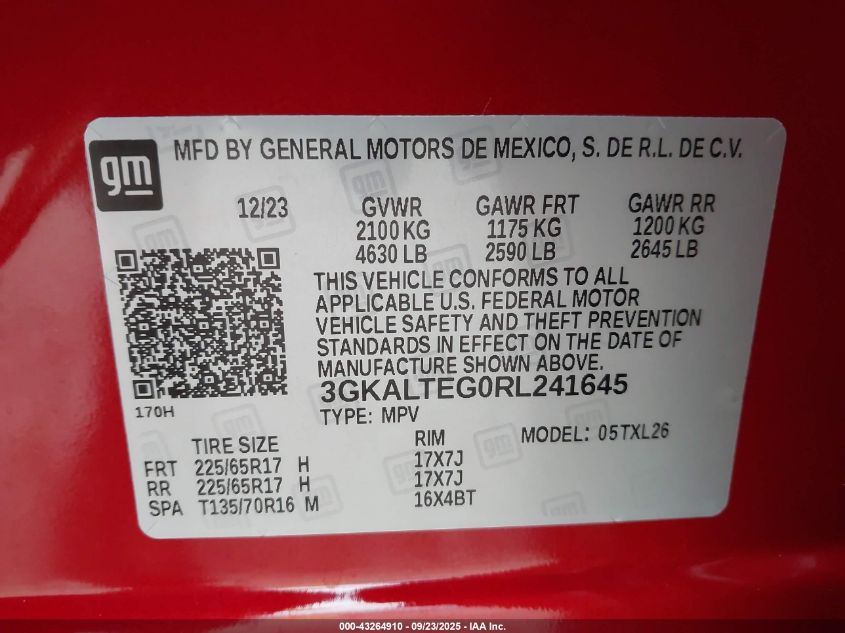 gm
MFD BY GENERAL MOTORS DE MEXICO, S. DE R.L. DE C.V.
12/23 GVWR GAWR FRT GAWR RR
2100 KG 1175 KG 1200 KG
4630 LB 2590 LB 2645 LB
THIS VEHICLE CONFORMS TO ALL
APPLICABLE U.S. FEDERAL MOTOR
VEHICLE SAFETY AND THEFT PREVENTION
STANDARDS IN EFFECT ON THE DATE OF
MANUFACTURE SHOWN ABOVE.
3GKALTEG0RL241645
170H
TYPE: MPV
TIRE SIZE RIM MODEL: 05TXL26
FRT 225/65R17 H 17X7J
RR 225/65R17 H 17X7J
SPA T135/70R16 M 16X4BT
000-43264910 - 09/23/2025 - IAA Inc.